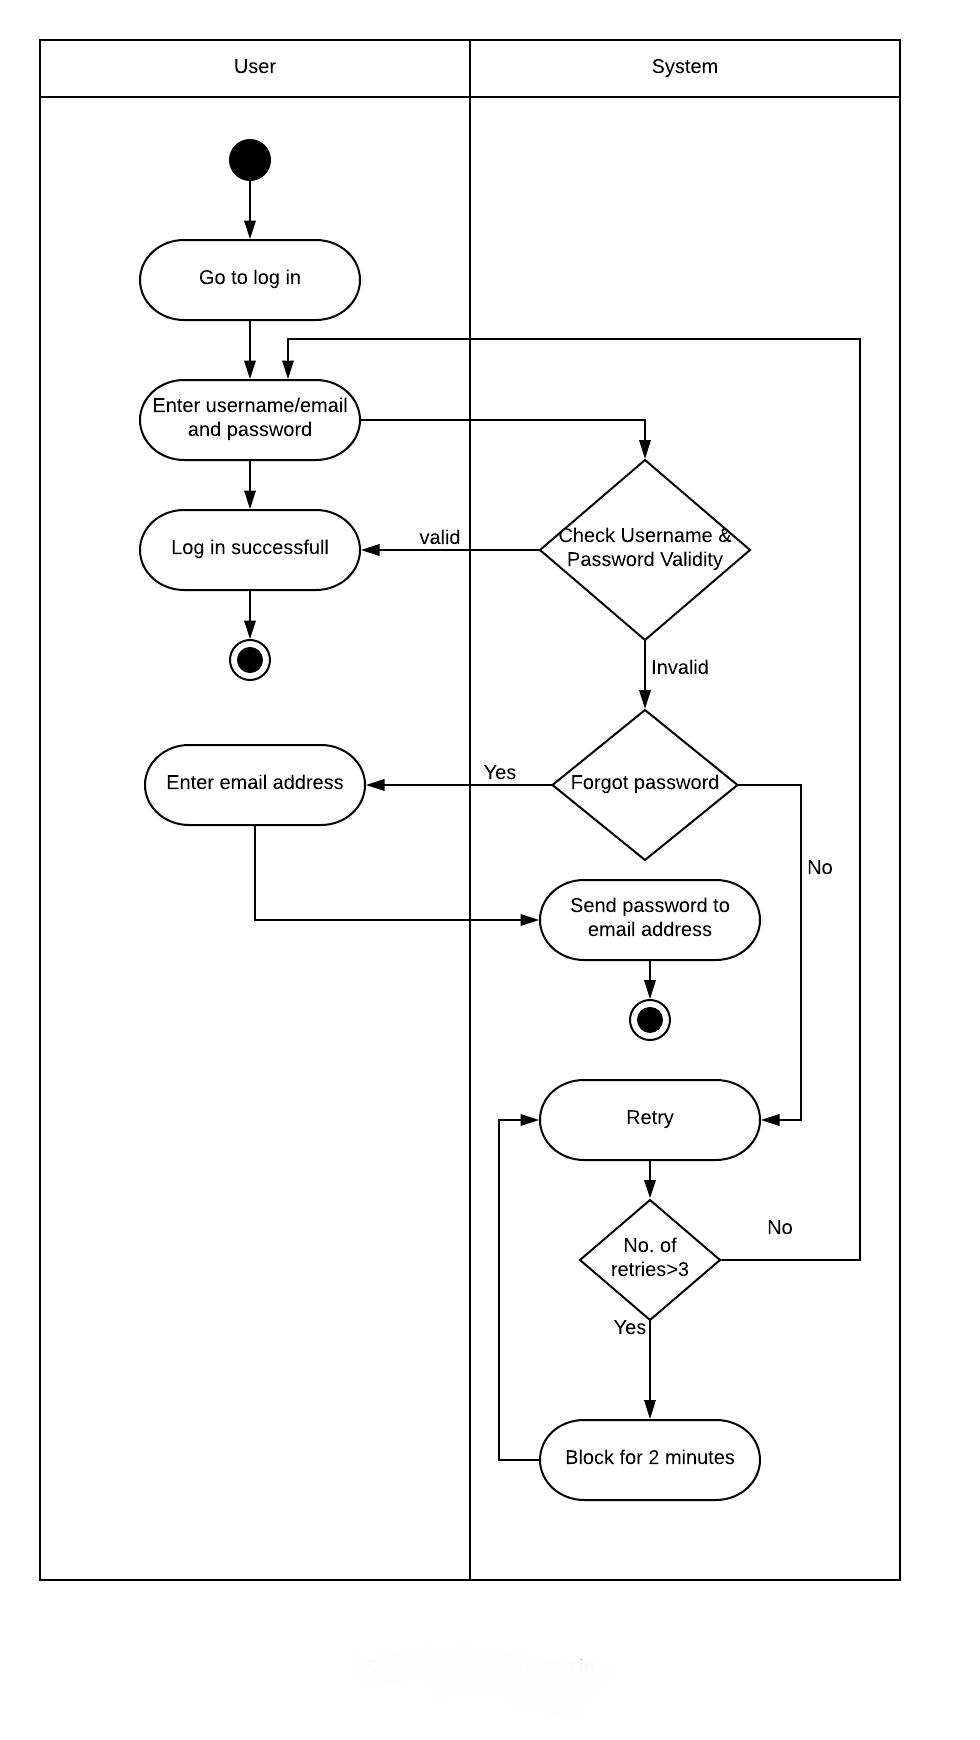 User
System
Go to log in
Enter username/email
and password
Check Username &
Password Validity
valid
Log in successfull
Invalid
Forgot password
Yes
Enter email address
No
Send password to
email address
Retry
No. of
retries>3
No
Yes
Block for 2 minutes